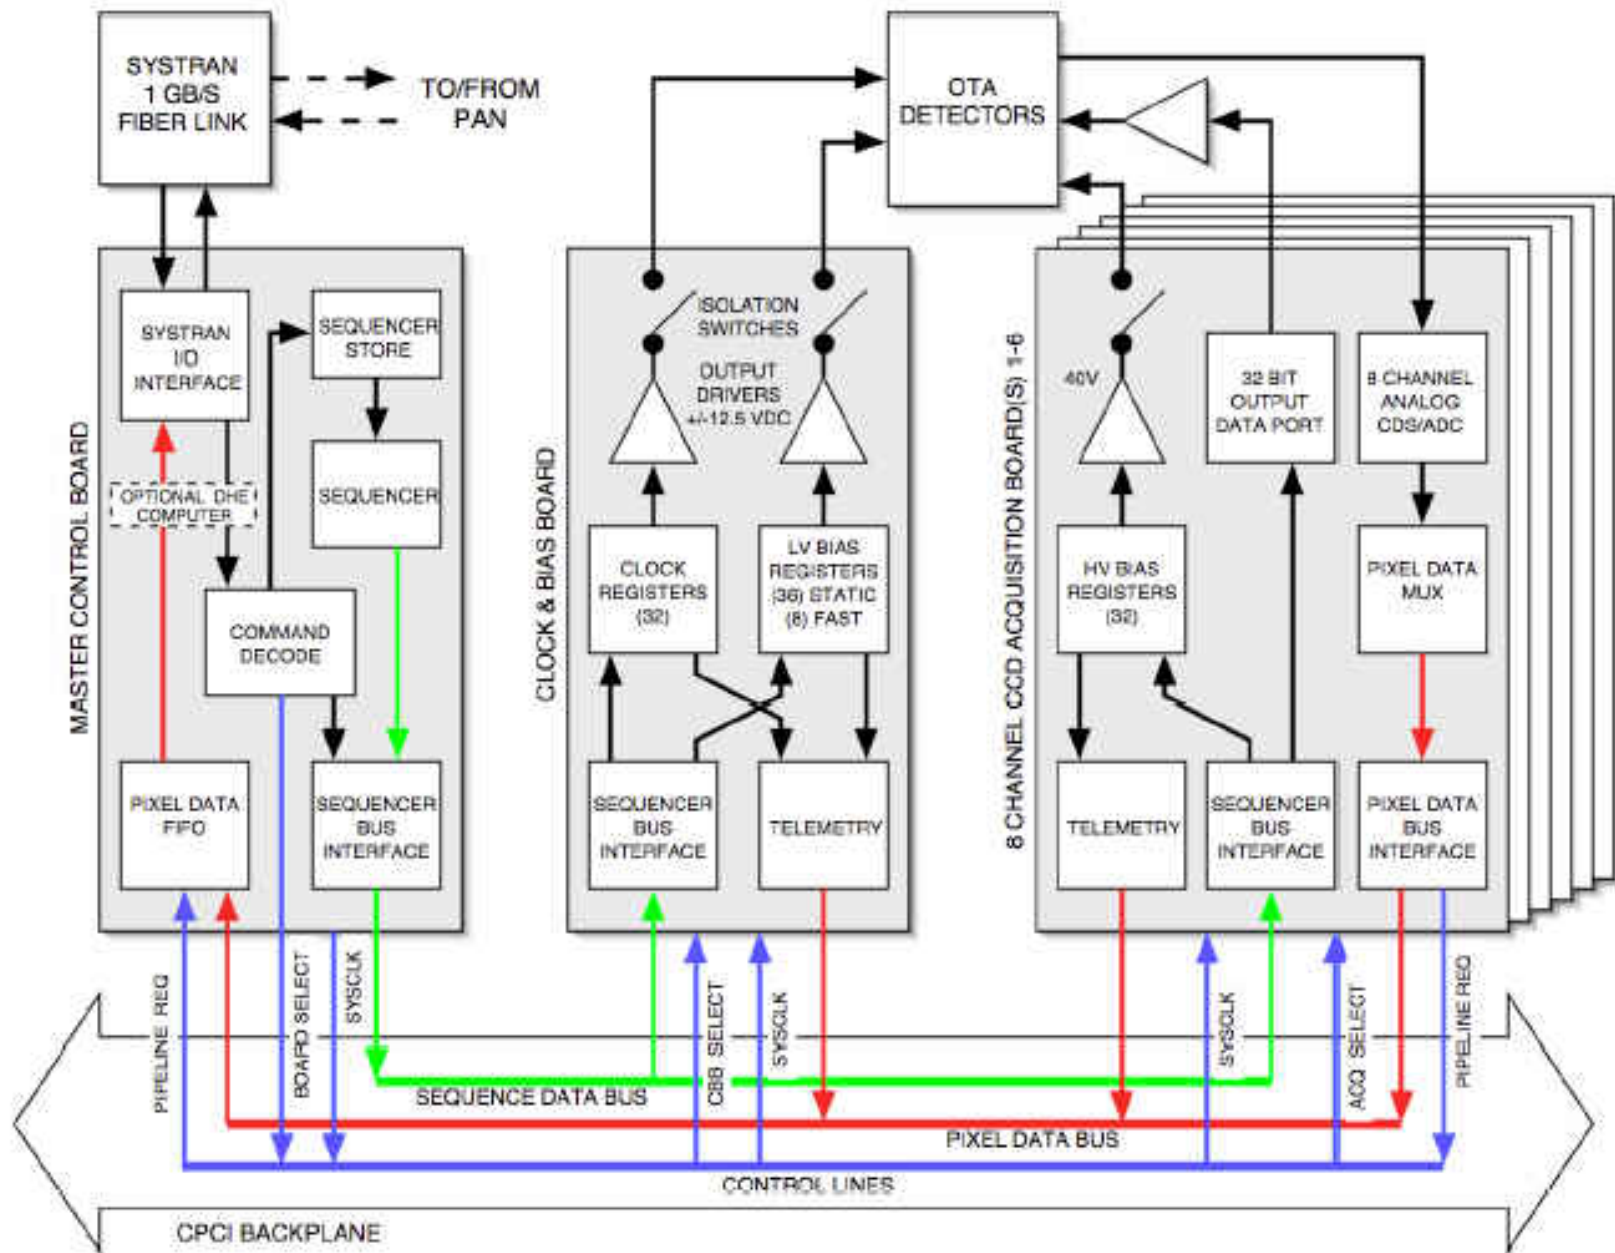 SYSTRAN
1 GB/S
FIBER LINK
TO/FROM
PAN
OTA
DETECTORS
MASTER CONTROL BOARD
SYSTRAN
I/O
INTERFACE
SEQUENCER
STORE
OPTIONAL DHE
COMPUTER
SEQUENCER
COMMAND
DECODE
PIXEL DATA
FIFO
SEQUENCER
BUS
INTERFACE
CLOCK & BIAS BOARD
ISOLATION
SWITCHES
OUTPUT
DRIVERS
+/-12.5 VDC
CLOCK
REGISTERS
(32)
LV BIAS
REGISTERS
(36) STATIC
(8) FAST
SEQUENCER
BUS
INTERFACE
TELEMETRY
8 CHANNEL CCD ACQUISITION BOARD(S) 1-6
40V
32 BIT
OUTPUT
DATA PORT
8 CHANNEL
ANALOG
CDS/ADC
HV BIAS
REGISTERS
(32)
PIXEL DATA
MUX
TELEMETRY
SEQUENCER
BUS
INTERFACE
PIXEL DATA
BUS
INTERFACE
PIPELINE REQ
BOARD SELECT
SYSCLK
CBB SELECT
SYSCLK
SYSCLK
ACQ SELECT
PIPELINE REQ
SEQUENCE DATA BUS
PIXEL DATA BUS
CONTROL LINES
CPCI BACKPLANE